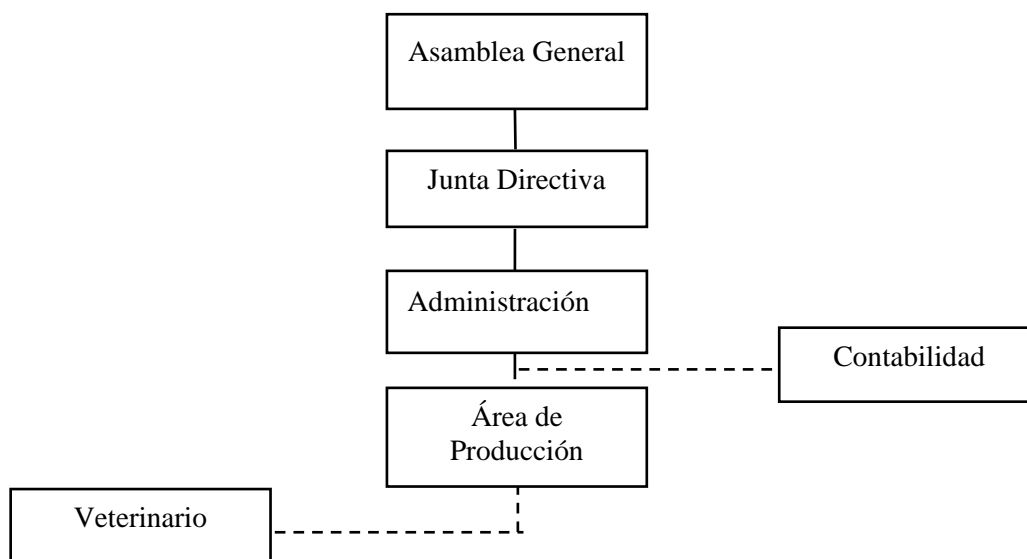 Asamblea General
Junta Directiva
Administración
Contabilidad
Área de
Producción
Veterinario